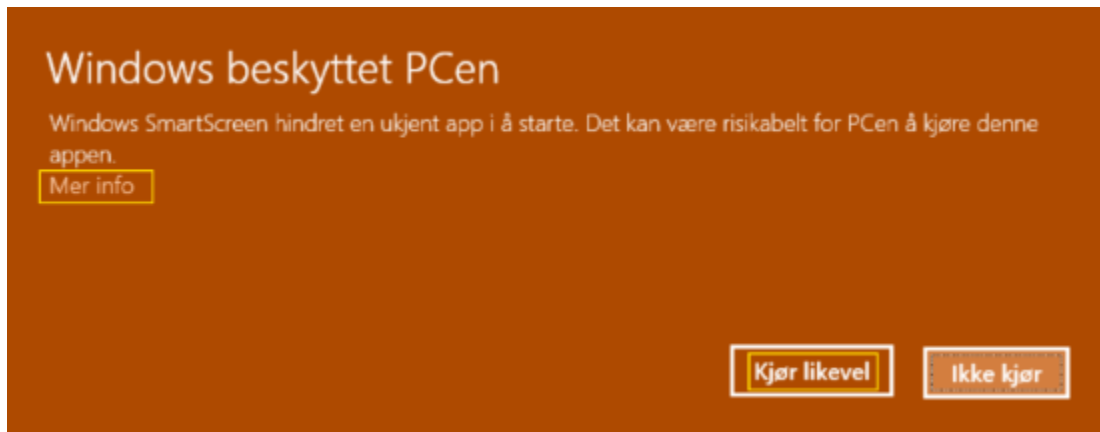 Windows beskyttet PCen
Windows SmartScreen hindret en ukjent app i å starte. Det kan være risikabelt for PCen å kjøre denne
appen.
Mer info
Kjør likevel
Ikke kjør